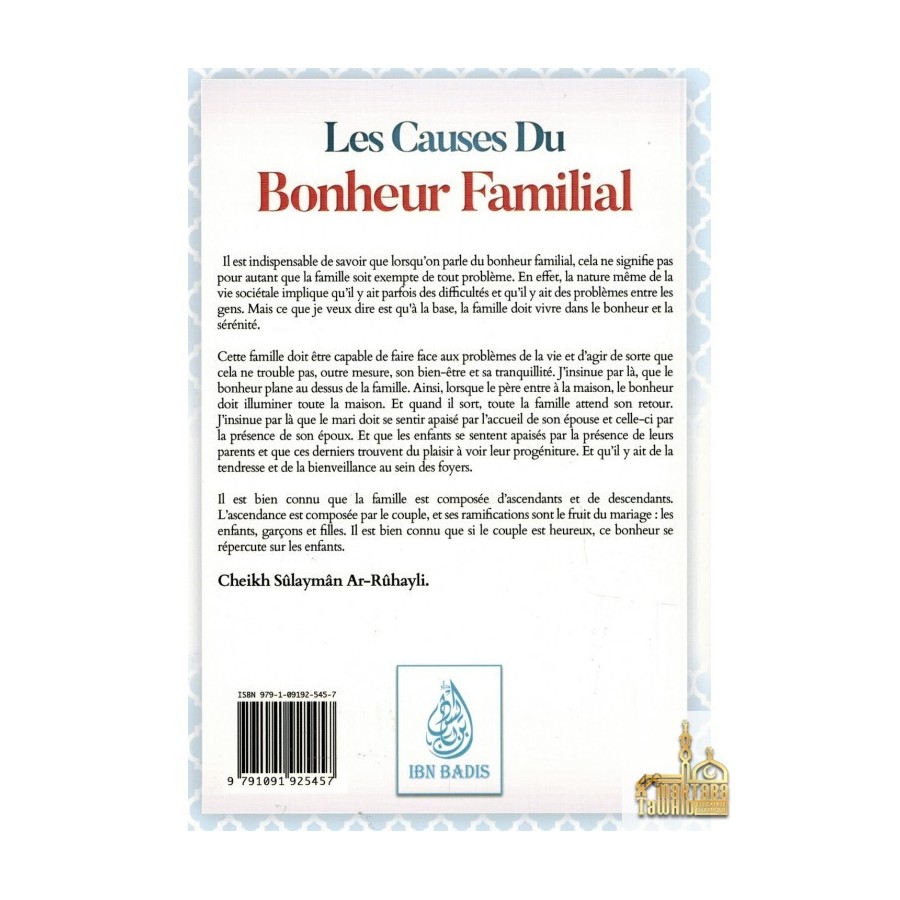 Les Causes Du
Bonheur Familial
Il est indispensable de savoir que lorsqu'on parle du bonheur familial, cela ne signifie pas
pour autant que la famille soit exempte de tout problème. En effet, la nature même de la
vie sociétale implique qu'il y ait parfois des difficultés et qu'il y ait des problèmes entre les
gens. Mais ce que je veux dire est qu'à la base, la famille doit vivre dans le bonheur et la
sérénité.
Cette famille doit être capable de faire face aux problèmes de la vie et d'agir de sorte que
cela ne trouble pas, outre mesure, son bien-être et sa tranquillité. J'insinue par là, que le
bonheur plane au dessus de la famille. Ainsi, lorsque le père entre à la maison, le bonheur
doit illuminer toute la maison. Et quand il sort, toute la famille attend son retour.
J'insinue par là que le mari doit se sentir apaisé par l'accueil de son épouse et celle-ci par
la présence de son époux. Et que les enfants se sentent apaisés par la présence de leurs
parents et que ces derniers trouvent du plaisir à voir leur progéniture. Et qu'il y ait de la
tendresse et de la bienveillance au sein des foyers.
Il est bien connu que la famille est composée d'ascendants et de descendants.
L'ascendance est composée par le couple, et ses ramifications sont le fruit du mariage : les
enfants, garçons et filles. Il est bien connu que si le couple est heureux, ce bonheur se
répercute sur les enfants.
Cheikh Sûlaymân Ar-Rûhayli.
ISBN 979-1-09192-545-7
9 791091 925457
IBN BADIS
MAKTABA
TAWHID